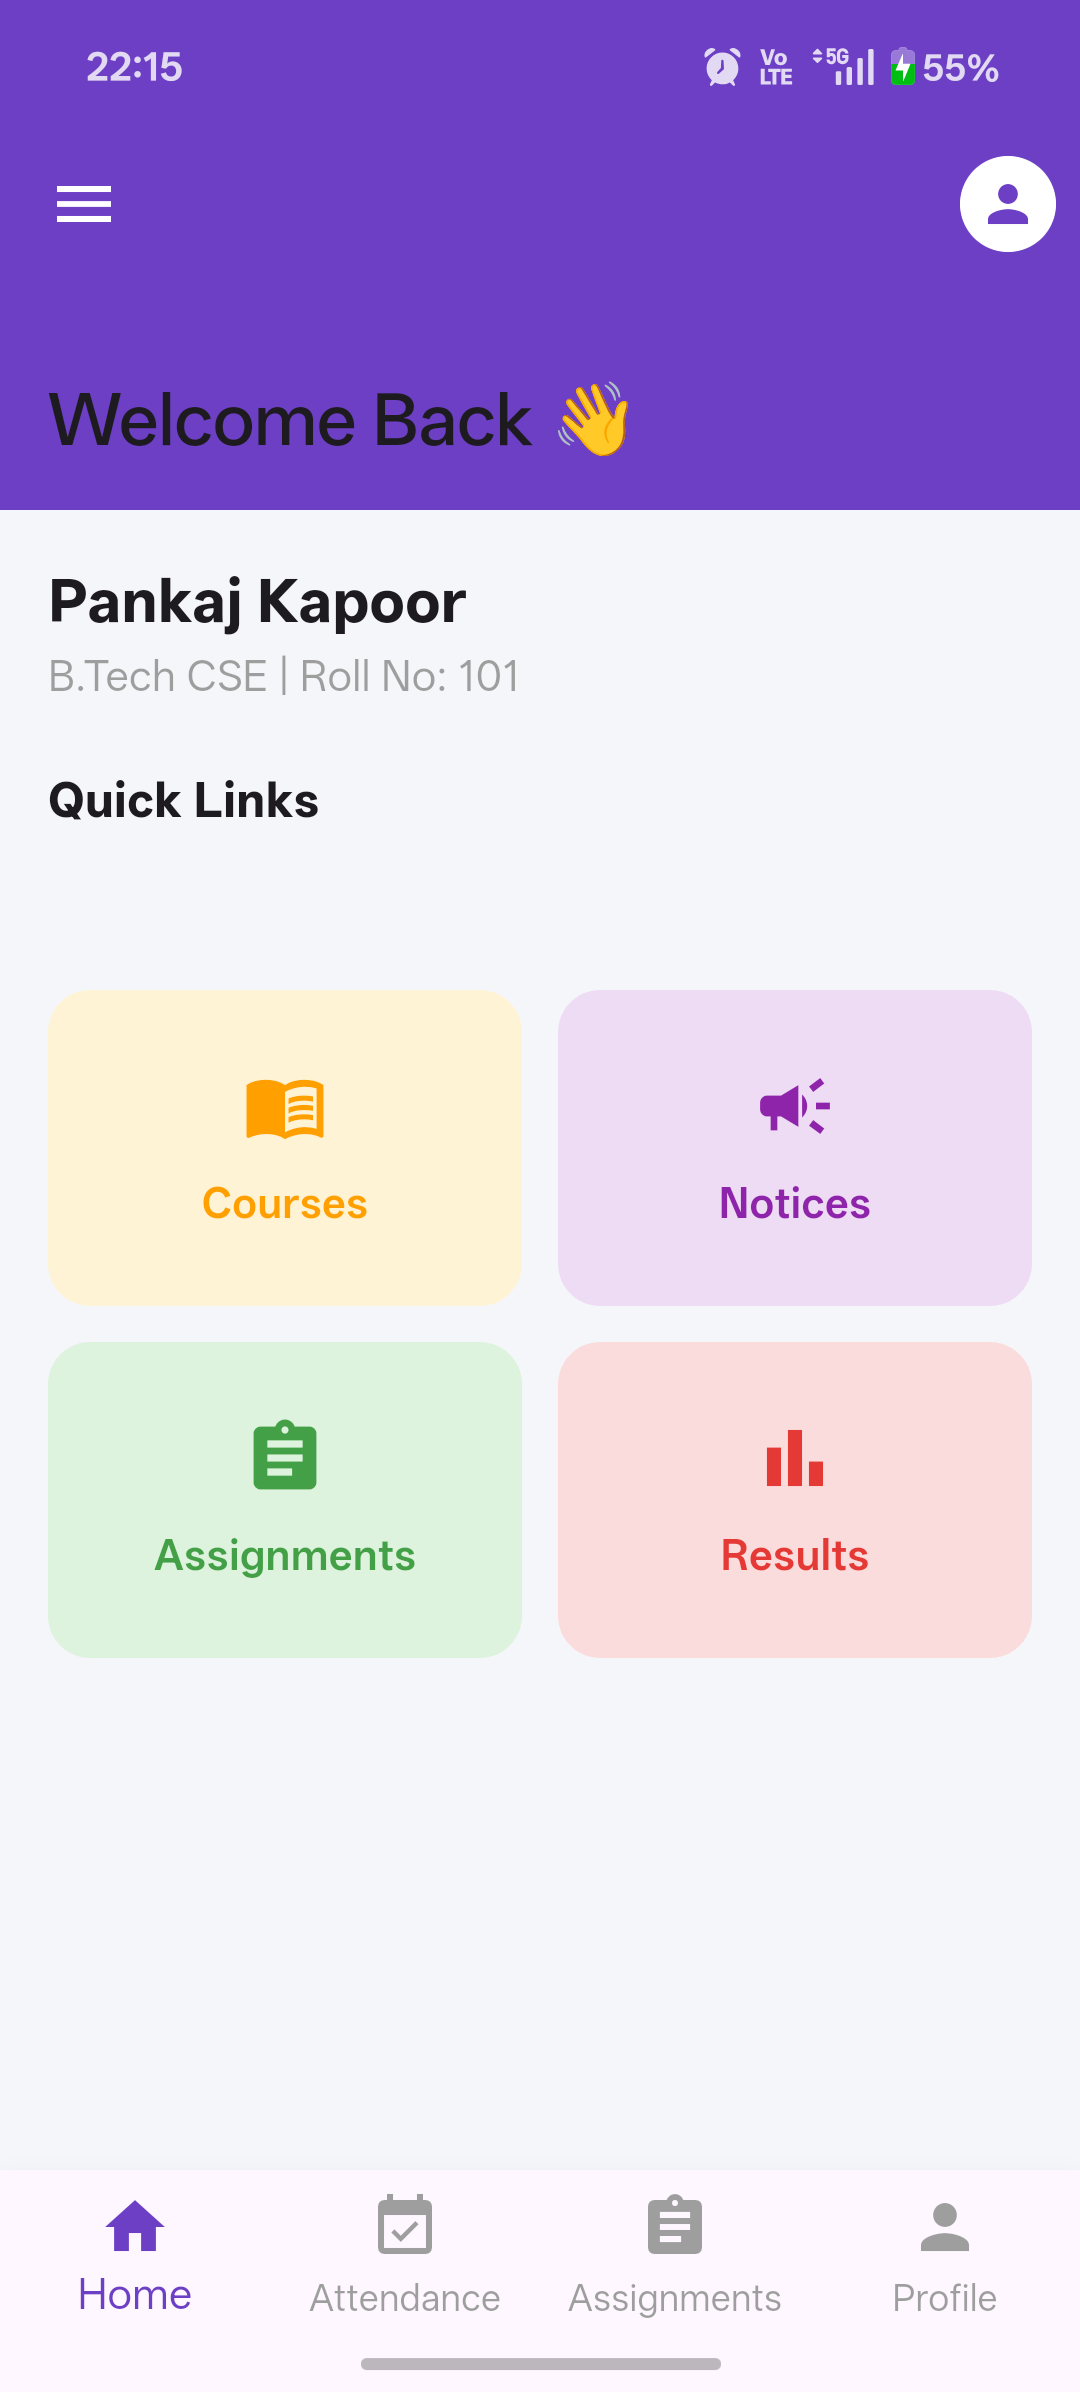 22:15
Vo LTE 5G 55%
Welcome Back 👋
Pankaj Kapoor
B.Tech CSE | Roll No: 101
Quick Links
Courses
Notices
Assignments
Results
Home
Attendance
Assignments
Profile